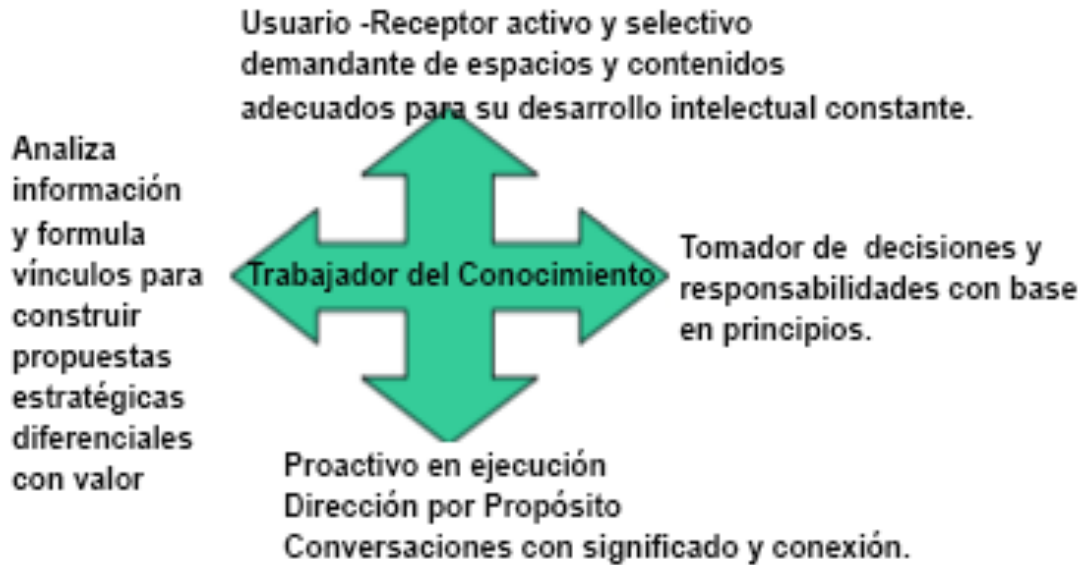 Usuario -Receptor activo y selectivo
demandante de espacios y contenidos
adecuados para su desarrollo intelectual constante.
Analiza
información
y formula
vínculos para
construir
propuestas
estratégicas
diferenciales
con valor
Trabajador del Conocimiento
Tomador de decisiones y
responsabilidades con base
en principios.
Proactivo en ejecución
Dirección por Propósito
Conversaciones con significado y conexión.